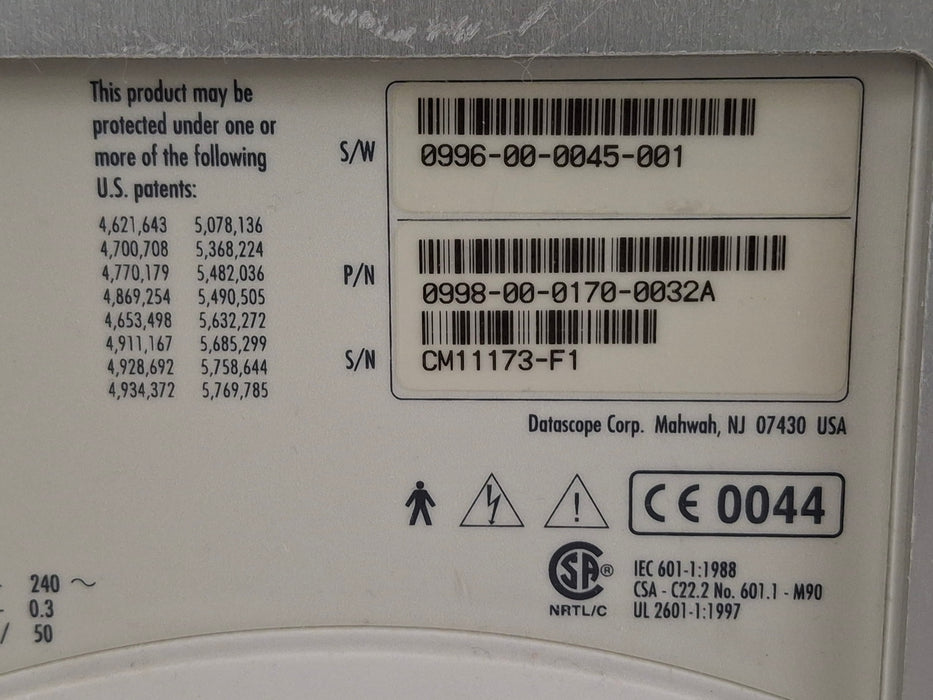 This product may be
protected under one or
more of the following
U.S. patents:
4,621,643 5,078,136
4,700,708 5,368,224
4,770,179 5,482,036
4,869,254 5,490,505
4,653,498 5,632,272
4,911,167 5,685,299
4,928,692 5,758,644
4,934,372 5,769,785
S/W 0996-00-0045-001
P/N 0998-00-0170-0032A
S/N CM11173-F1
Datascope Corp. Mahwah, NJ 07430 USA
! CE 0044
SA ®
NRTL/C
IEC 601-1:1988
CSA - C22.2 No. 601.1 - M90
UL 2601-1:1997
- 240 ~
- 0.3
/ 50